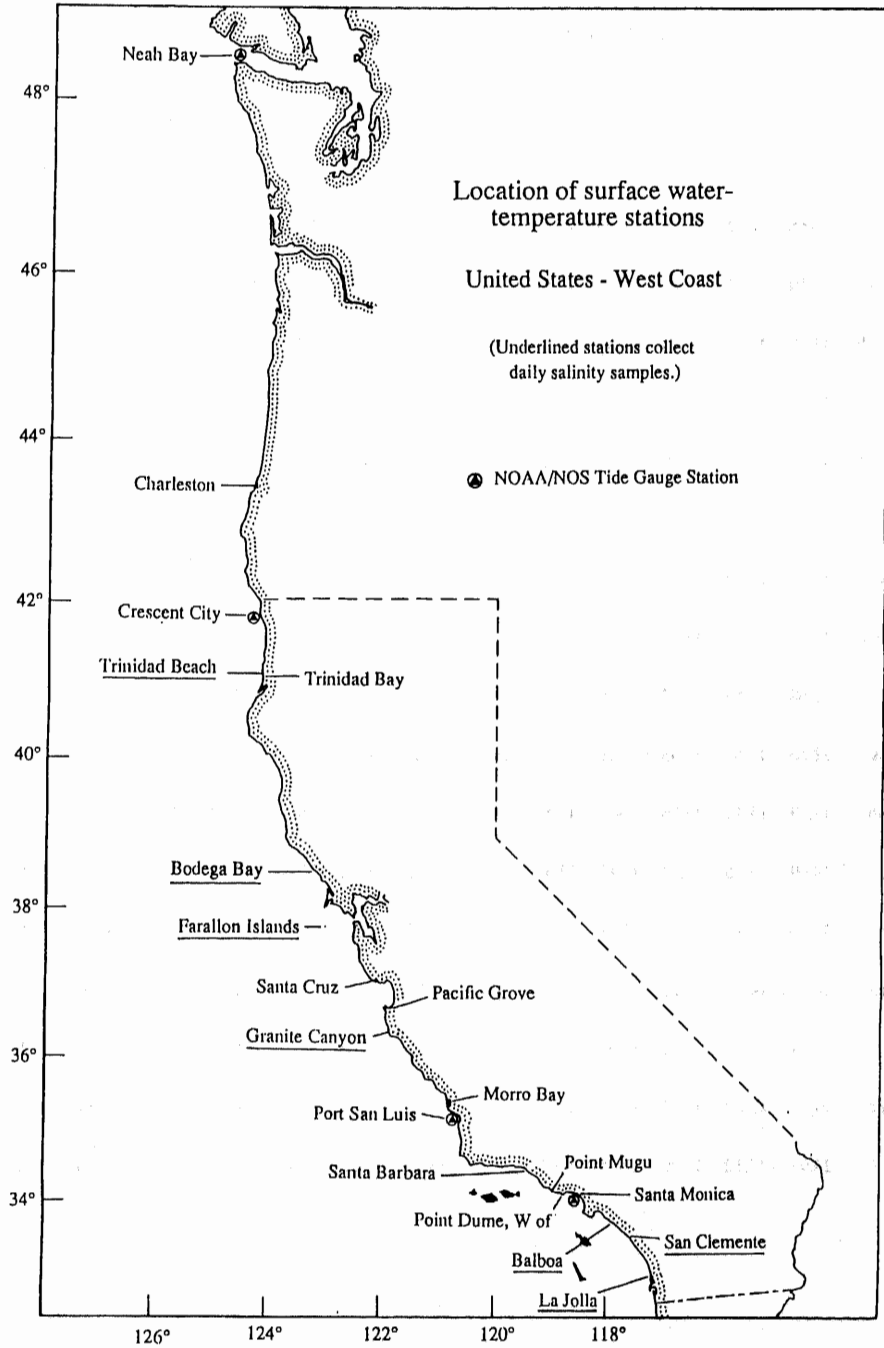 Neah Bay
48°
Location of surface water-
temperature stations
46°
United States - West Coast
(Underlined stations collect
daily salinity samples.)
44°
Charleston
NOAA/NOS Tide Gauge Station
42°
Crescent City
Trinidad Beach
Trinidad Bay
40°
Bodega Bay
38°
Farallon Islands
Santa Cruz
Pacific Grove
Granite Canyon
36°
Morro Bay
Port San Luis
Point Mugu
Santa Barbara
34°
Santa Monica
Point Dume, W of
San Clemente
Balboa
La Jolla
126°
124°
122°
120°
118°